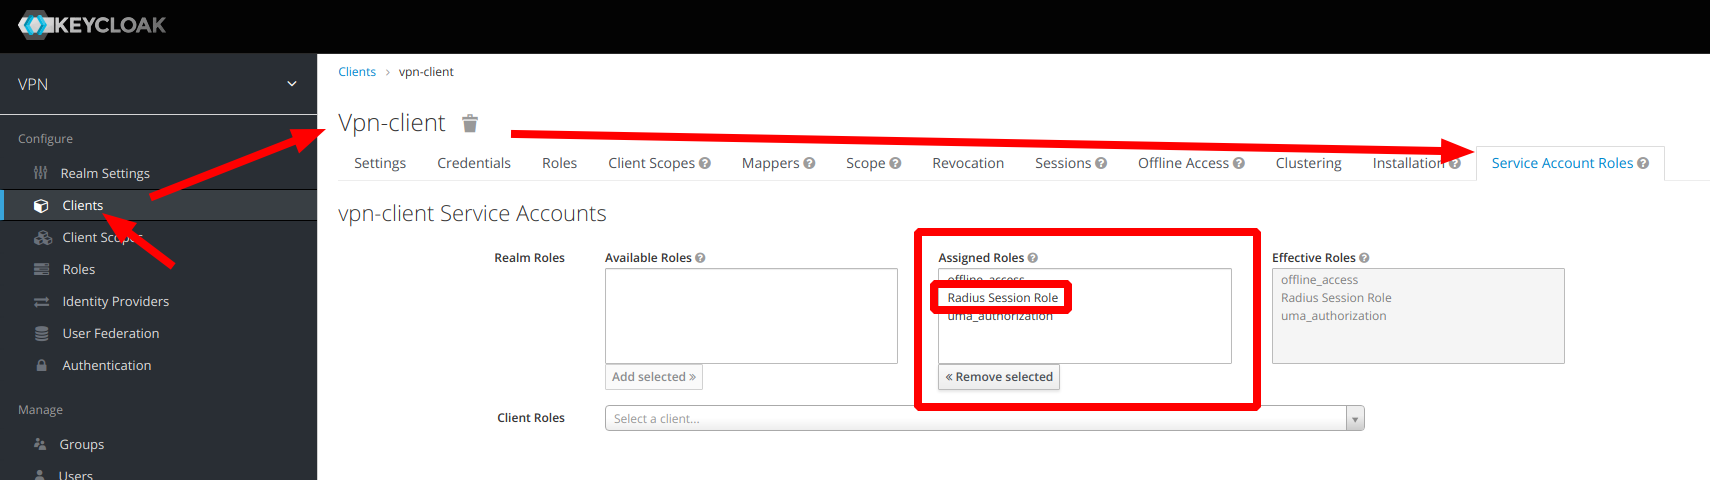 KEYCLOAK
VPN
Clients > vpn-client
Vpn-client
Configure
Settings Credentials Roles Client Scopes Mappers Scope Revocation Sessions Offline Access Clustering Installation Service Account Roles
Realm Settings
Clients
vpn-client Service Accounts
Client Scopes
Realm Roles Available Roles Assigned Roles Effective Roles
Roles
offline_access offline_access
Identity Providers
Radius Session Role Radius Session Role
uma_authorization uma_authorization
User Federation
Authentication
Add selected » « Remove selected
Manage
Client Roles Select a client...
Groups
Users